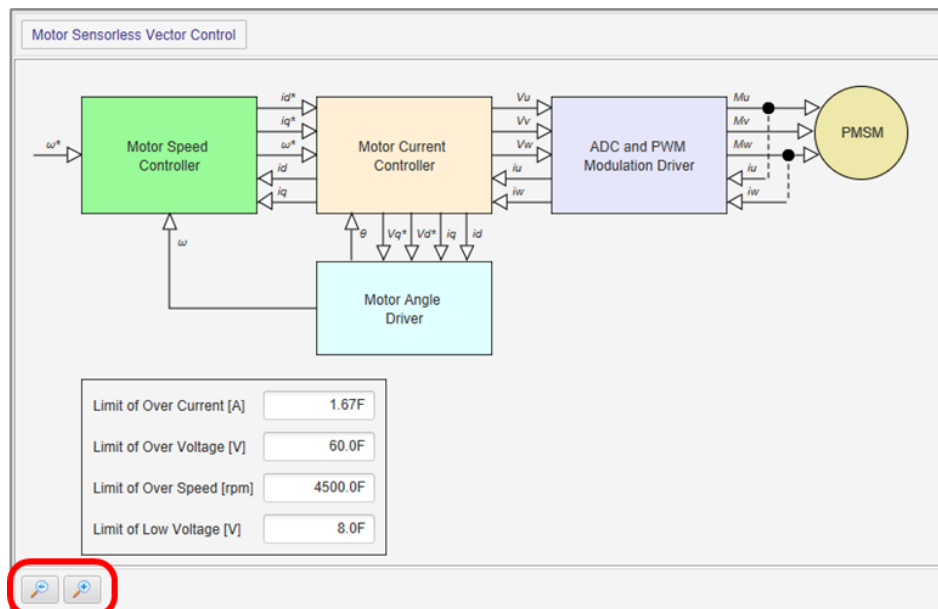 Motor Sensorless Vector Control
id*
Vu
Mu
iq*
Vv
Mv
ω*
Motor Speed
Controller
ω*
Motor Current
Controller
Vw
ADC and PWM
Modulation Driver
Mw
PMSM
id
iu
iu
iq
iw
iw
ω
θ
Vq*
Vd*
iq
id
Motor Angle
Driver
Limit of Over Current [A]
1.67F
Limit of Over Voltage [V]
60.0F
Limit of Over Speed [rpm]
4500.0F
Limit of Low Voltage [V]
8.0F